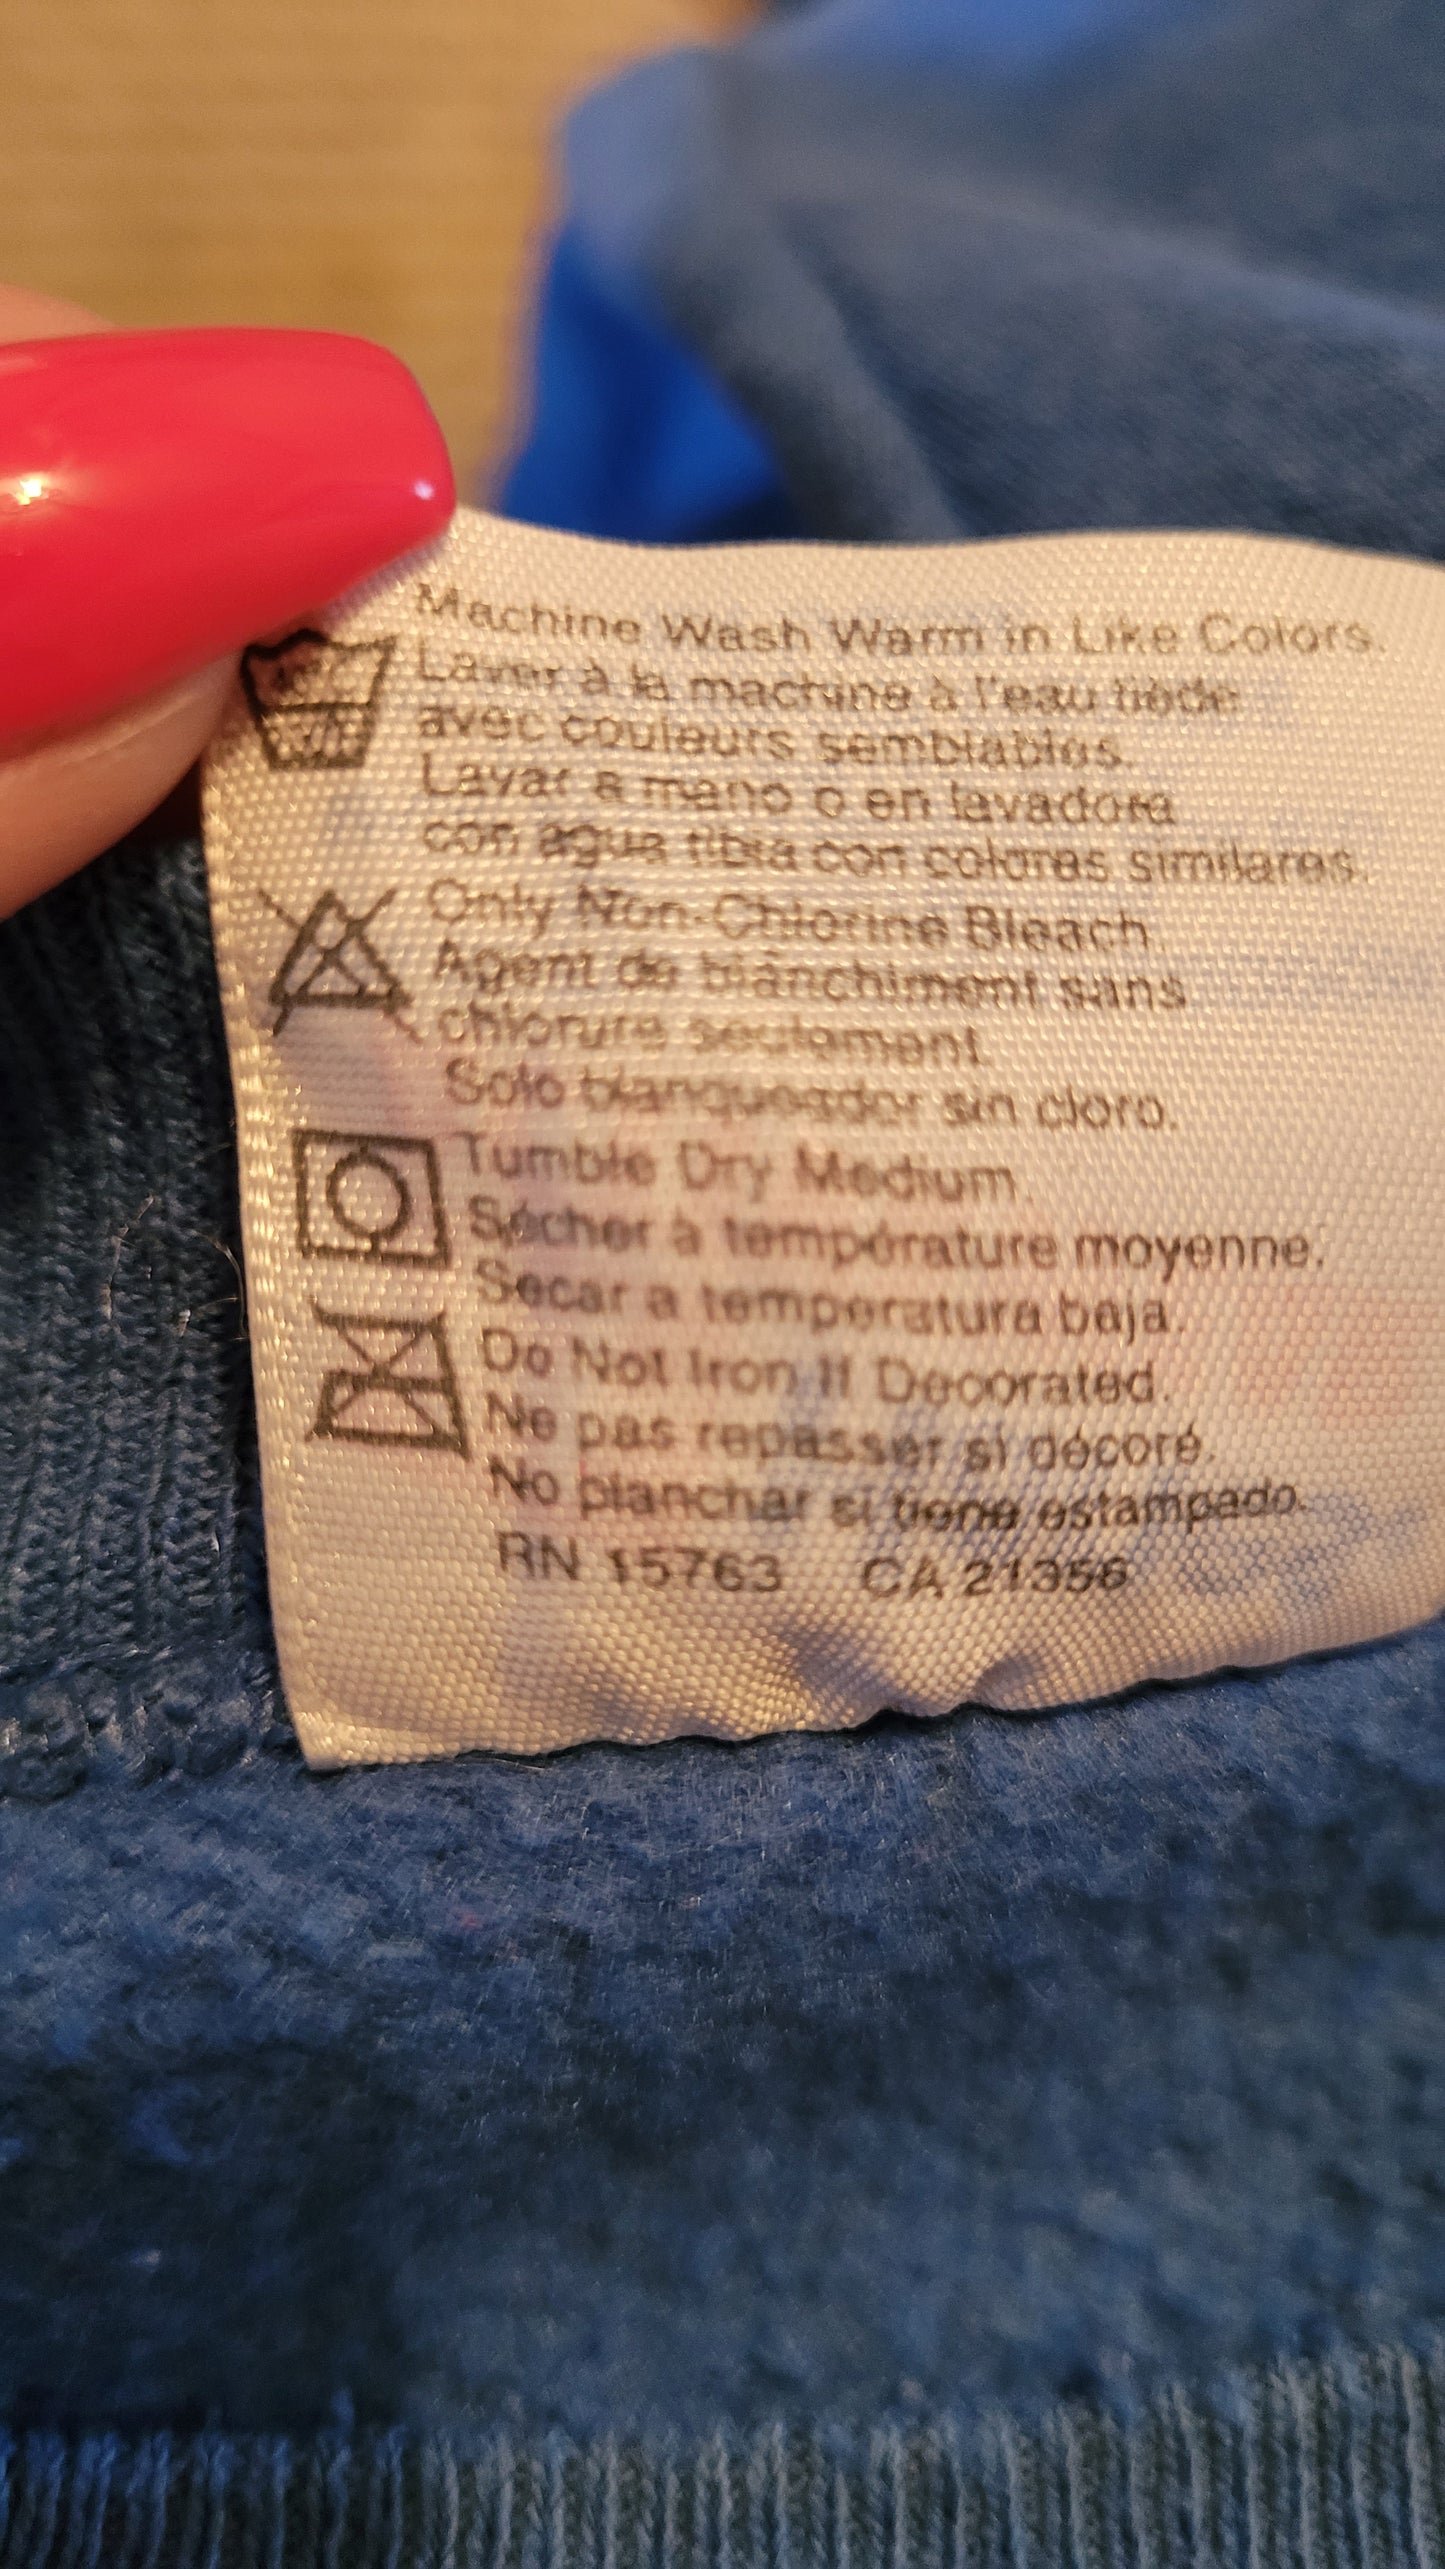 Machine Wash Warm in Like Colors.
Laver à la machine à l'eau tiède
avec couleurs semblables.
Lavar a mano o en lavadora
con agua tibia con colores similares.
Only Non-Chlorine Bleach.
Agent de blanchiment sans
chlorure seulement
Solo blanqueador sin cloro.
Tumble Dry Medium.
Sécher à température moyenne.
Secar a temperatura baja.
Do Not Iron If Decorated.
Ne pas repasser si décoré.
No planchar si tiene estampado.
RN 15763 CA 21356